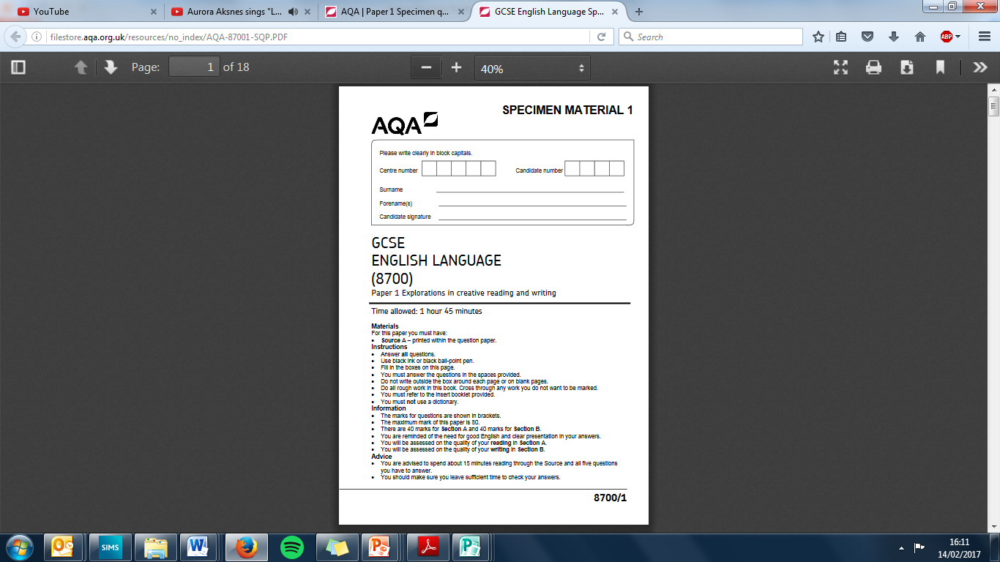 YouTube
Aurora Aksnes sings "L...
AQA | Paper 1 Specimen q...
GCSE English Language Sp...
filestore.aqa.org.uk/resources/no_index/AQA-87001-SQP.PDF
Search
ABP
Page: 1 of 18
40%
SPECIMEN MATERIAL 1
AQA
Please write clearly in block capitals.
Centre number Candidate number
Surname
Forename(s)
Candidate signature
GCSE
ENGLISH LANGUAGE
(8700)
Paper 1 Explorations in creative reading and writing
Time allowed: 1 hour 45 minutes
Materials
For this paper you must have:
• Source A – printed within the question paper.
Instructions
• Answer all questions.
• Use black ink or black ball-point pen.
• Fill in the boxes on this page.
• You must answer the questions in the spaces provided.
• Do not write outside the box around each page or on blank pages.
• Do all rough work in this book. Cross through any work you do not want to be marked.
• You must refer to the insert booklet provided.
• You must not use a dictionary.
Information
• The marks for questions are shown in brackets.
• The maximum mark of this paper is 80.
• There are 40 marks for Section A and 40 marks for Section B.
• You are reminded of the need for good English and clear presentation in your answers.
• You will be assessed on the quality of your reading in Section A.
• You will be assessed on the quality of your writing in Section B.
Advice
• You are advised to spend about 15 minutes reading through the Source and all five questions
you have to answer.
• You should make sure you leave sufficient time to check your answers.
8700/1
SIMS
16:11
14/02/2017